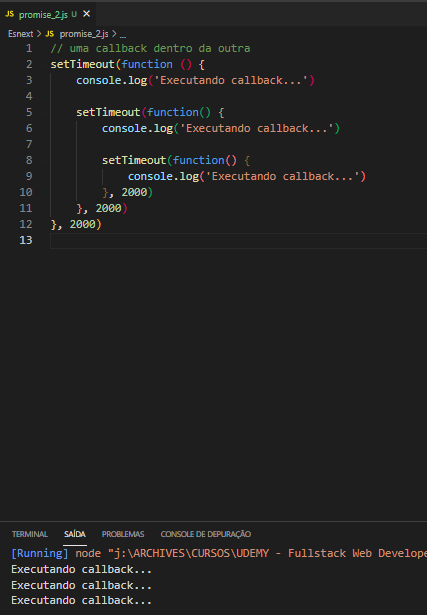 JS promise_2.js U ×
Esnext > JS promise_2.js > ...
1 // uma callback dentro da outra
2 setTimeout(function () {
3     console.log('Executando callback...')
4
5     setTimeout(function() {
6         console.log('Executando callback...')
7
8         setTimeout(function() {
9             console.log('Executando callback...')
10         }, 2000)
11     }, 2000)
12 }, 2000)
13
TERMINAL SAÍDA PROBLEMAS CONSOLE DE DEPURAÇÃO
[Running] node "j:\ARCHIVES\CURSOS\UDEMY - Fullstack Web Develope
Executando callback...
Executando callback...
Executando callback...